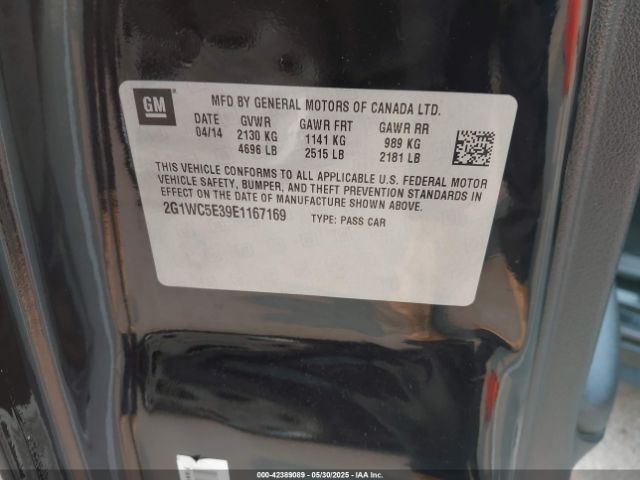 GM
MFD BY GENERAL MOTORS OF CANADA LTD.
DATE GVWR GAWR FRT GAWR RR
04/14 2130 KG 1141 KG 989 KG
4696 LB 2515 LB 2181 LB
THIS VEHICLE CONFORMS TO ALL APPLICABLE U.S. FEDERAL MOTOR
VEHICLE SAFETY, BUMPER, AND THEFT PREVENTION STANDARDS IN
EFFECT ON THE DATE OF MANUFACTURE SHOWN ABOVE.
2G1WC5E39E1167169 TYPE: PASS CAR
000-42389089 - 05/30/2025 - IAAI.COM